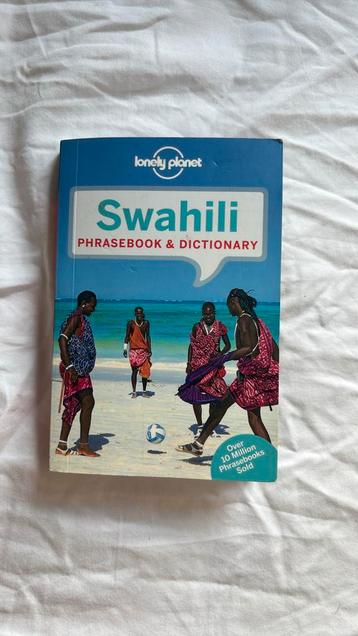 lonely planet
Swahili
PHRASEBOOK & DICTIONARY
Over
10 Million
Phrasebooks
Sold